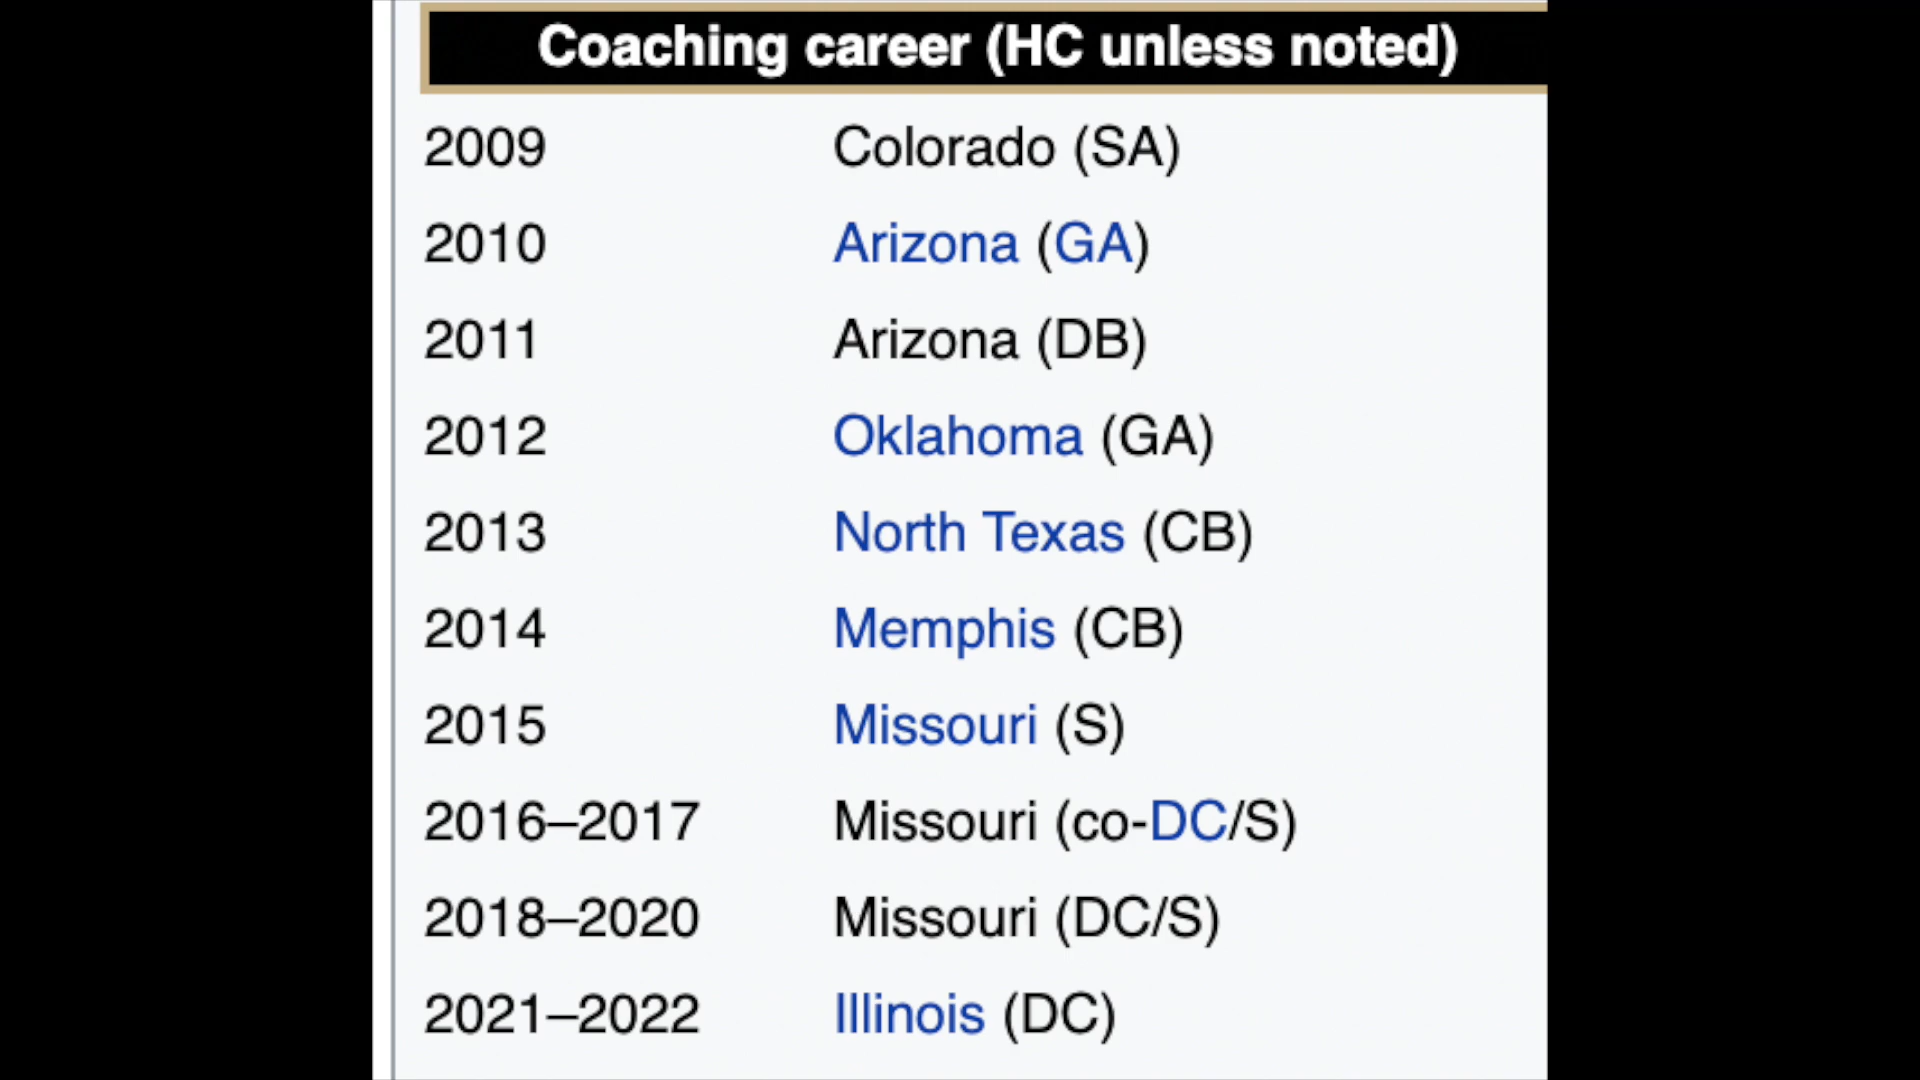 Coaching career (HC unless noted)
2009 Colorado (SA)
2010 Arizona (GA)
2011 Arizona (DB)
2012 Oklahoma (GA)
2013 North Texas (CB)
2014 Memphis (CB)
2015 Missouri (S)
2016–2017 Missouri (co-DC/S)
2018–2020 Missouri (DC/S)
2021–2022 Illinois (DC)